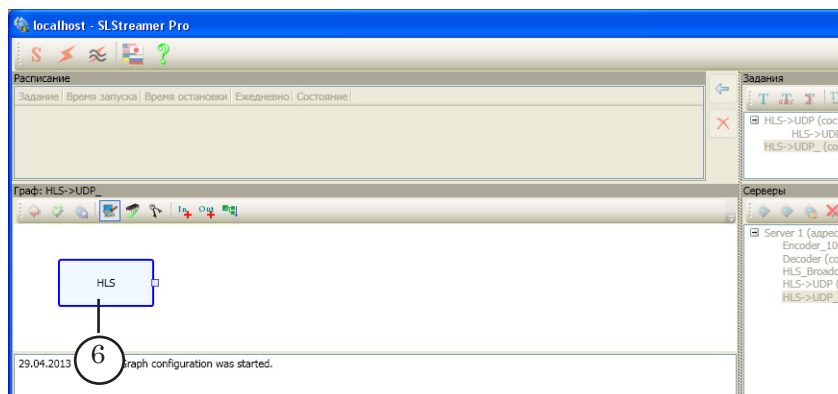 localhost - SLStreamer Pro
S
Расписание
Задание Время запуска Время остановки Ежедневно Состояние
Задания
T
HLS->UDP (сос
HLS->UDP
HLS->UDP_ (со
Граф: HLS->UDP_
In Out
Серверы
Server 1 (адрес
Encoder_10
Decoder (со
HLS_Broadc
HLS->UDP (
HLS->UDP_
HLS
6
29.04.2013
Graph configuration was started.